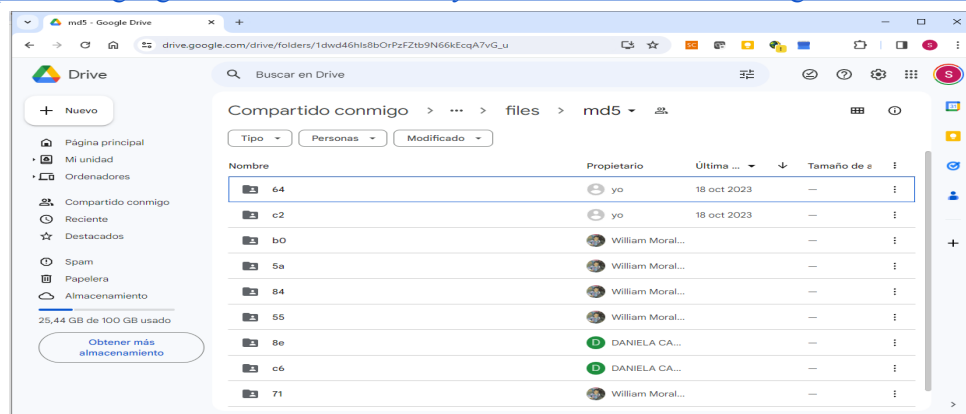 md5 - Google Drive
drive.google.com/drive/folders/1dwd46hIs8bOrPzFZtb9N66kEcqA7vG_u
Drive
Buscar en Drive
Nuevo
Compartido conmigo > ... > files > md5
Tipo Personas Modificado
Página principal
Mi unidad
Ordenadores
Compartido conmigo
Reciente
Destacados
Spam
Papelera
Almacenamiento
25,44 GB de 100 GB usado
Obtener más
almacenamiento
Nombre Propietario Última ... Tamaño de a
64 yo 18 oct 2023 —
c2 yo 18 oct 2023 —
b0 William Moral... —
5a William Moral... —
84 William Moral... —
55 William Moral... —
8e D DANIELA CA... —
c6 D DANIELA CA... —
71 William Moral... —